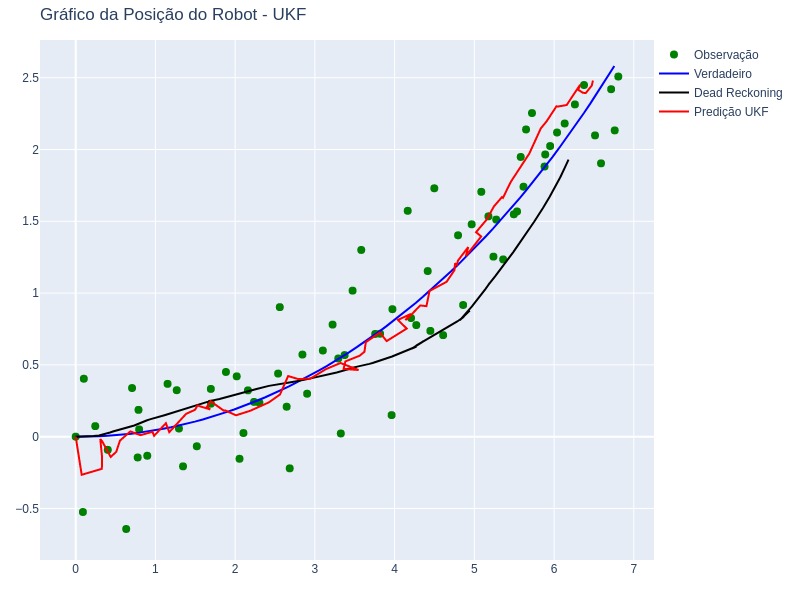 Gráfico da Posição do Robot - UKF
Observação
Verdadeiro
Dead Reckoning
Predição UKF
2.5
2
1.5
1
0.5
0
−0.5
0 1 2 3 4 5 6 7